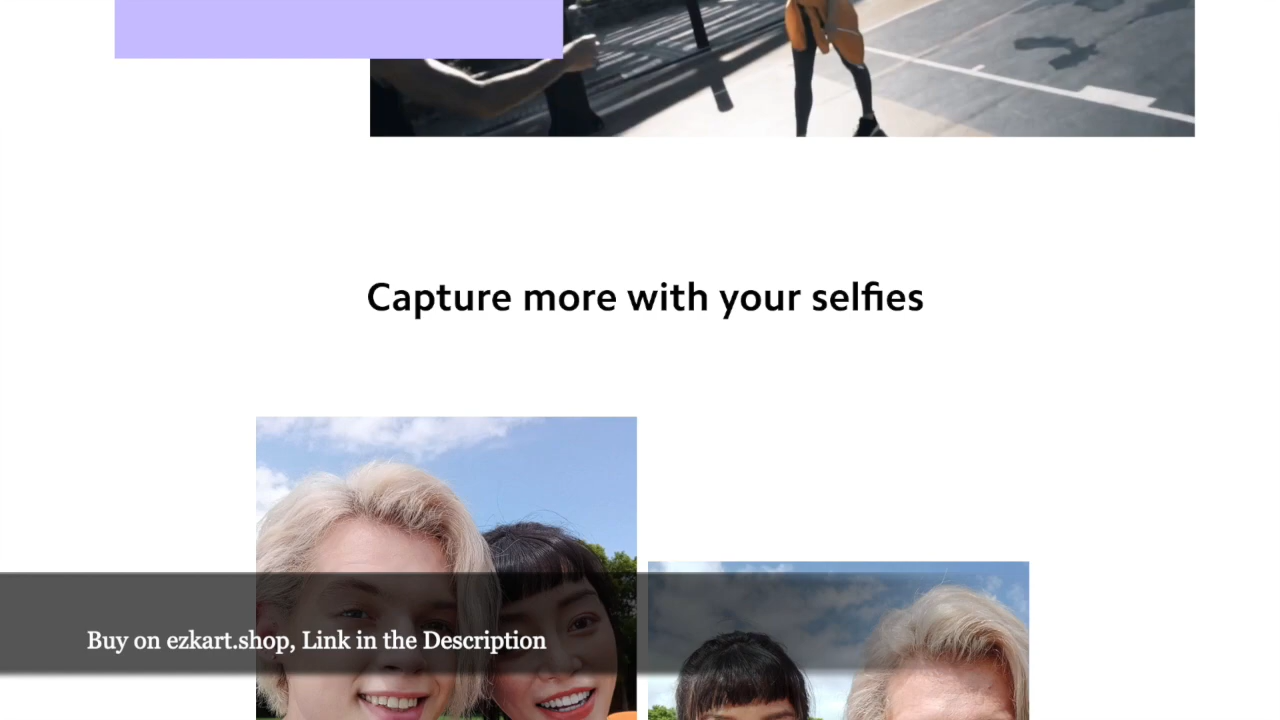 Capture more with your selfies
Buy on ezkart.shop, Link in the Description